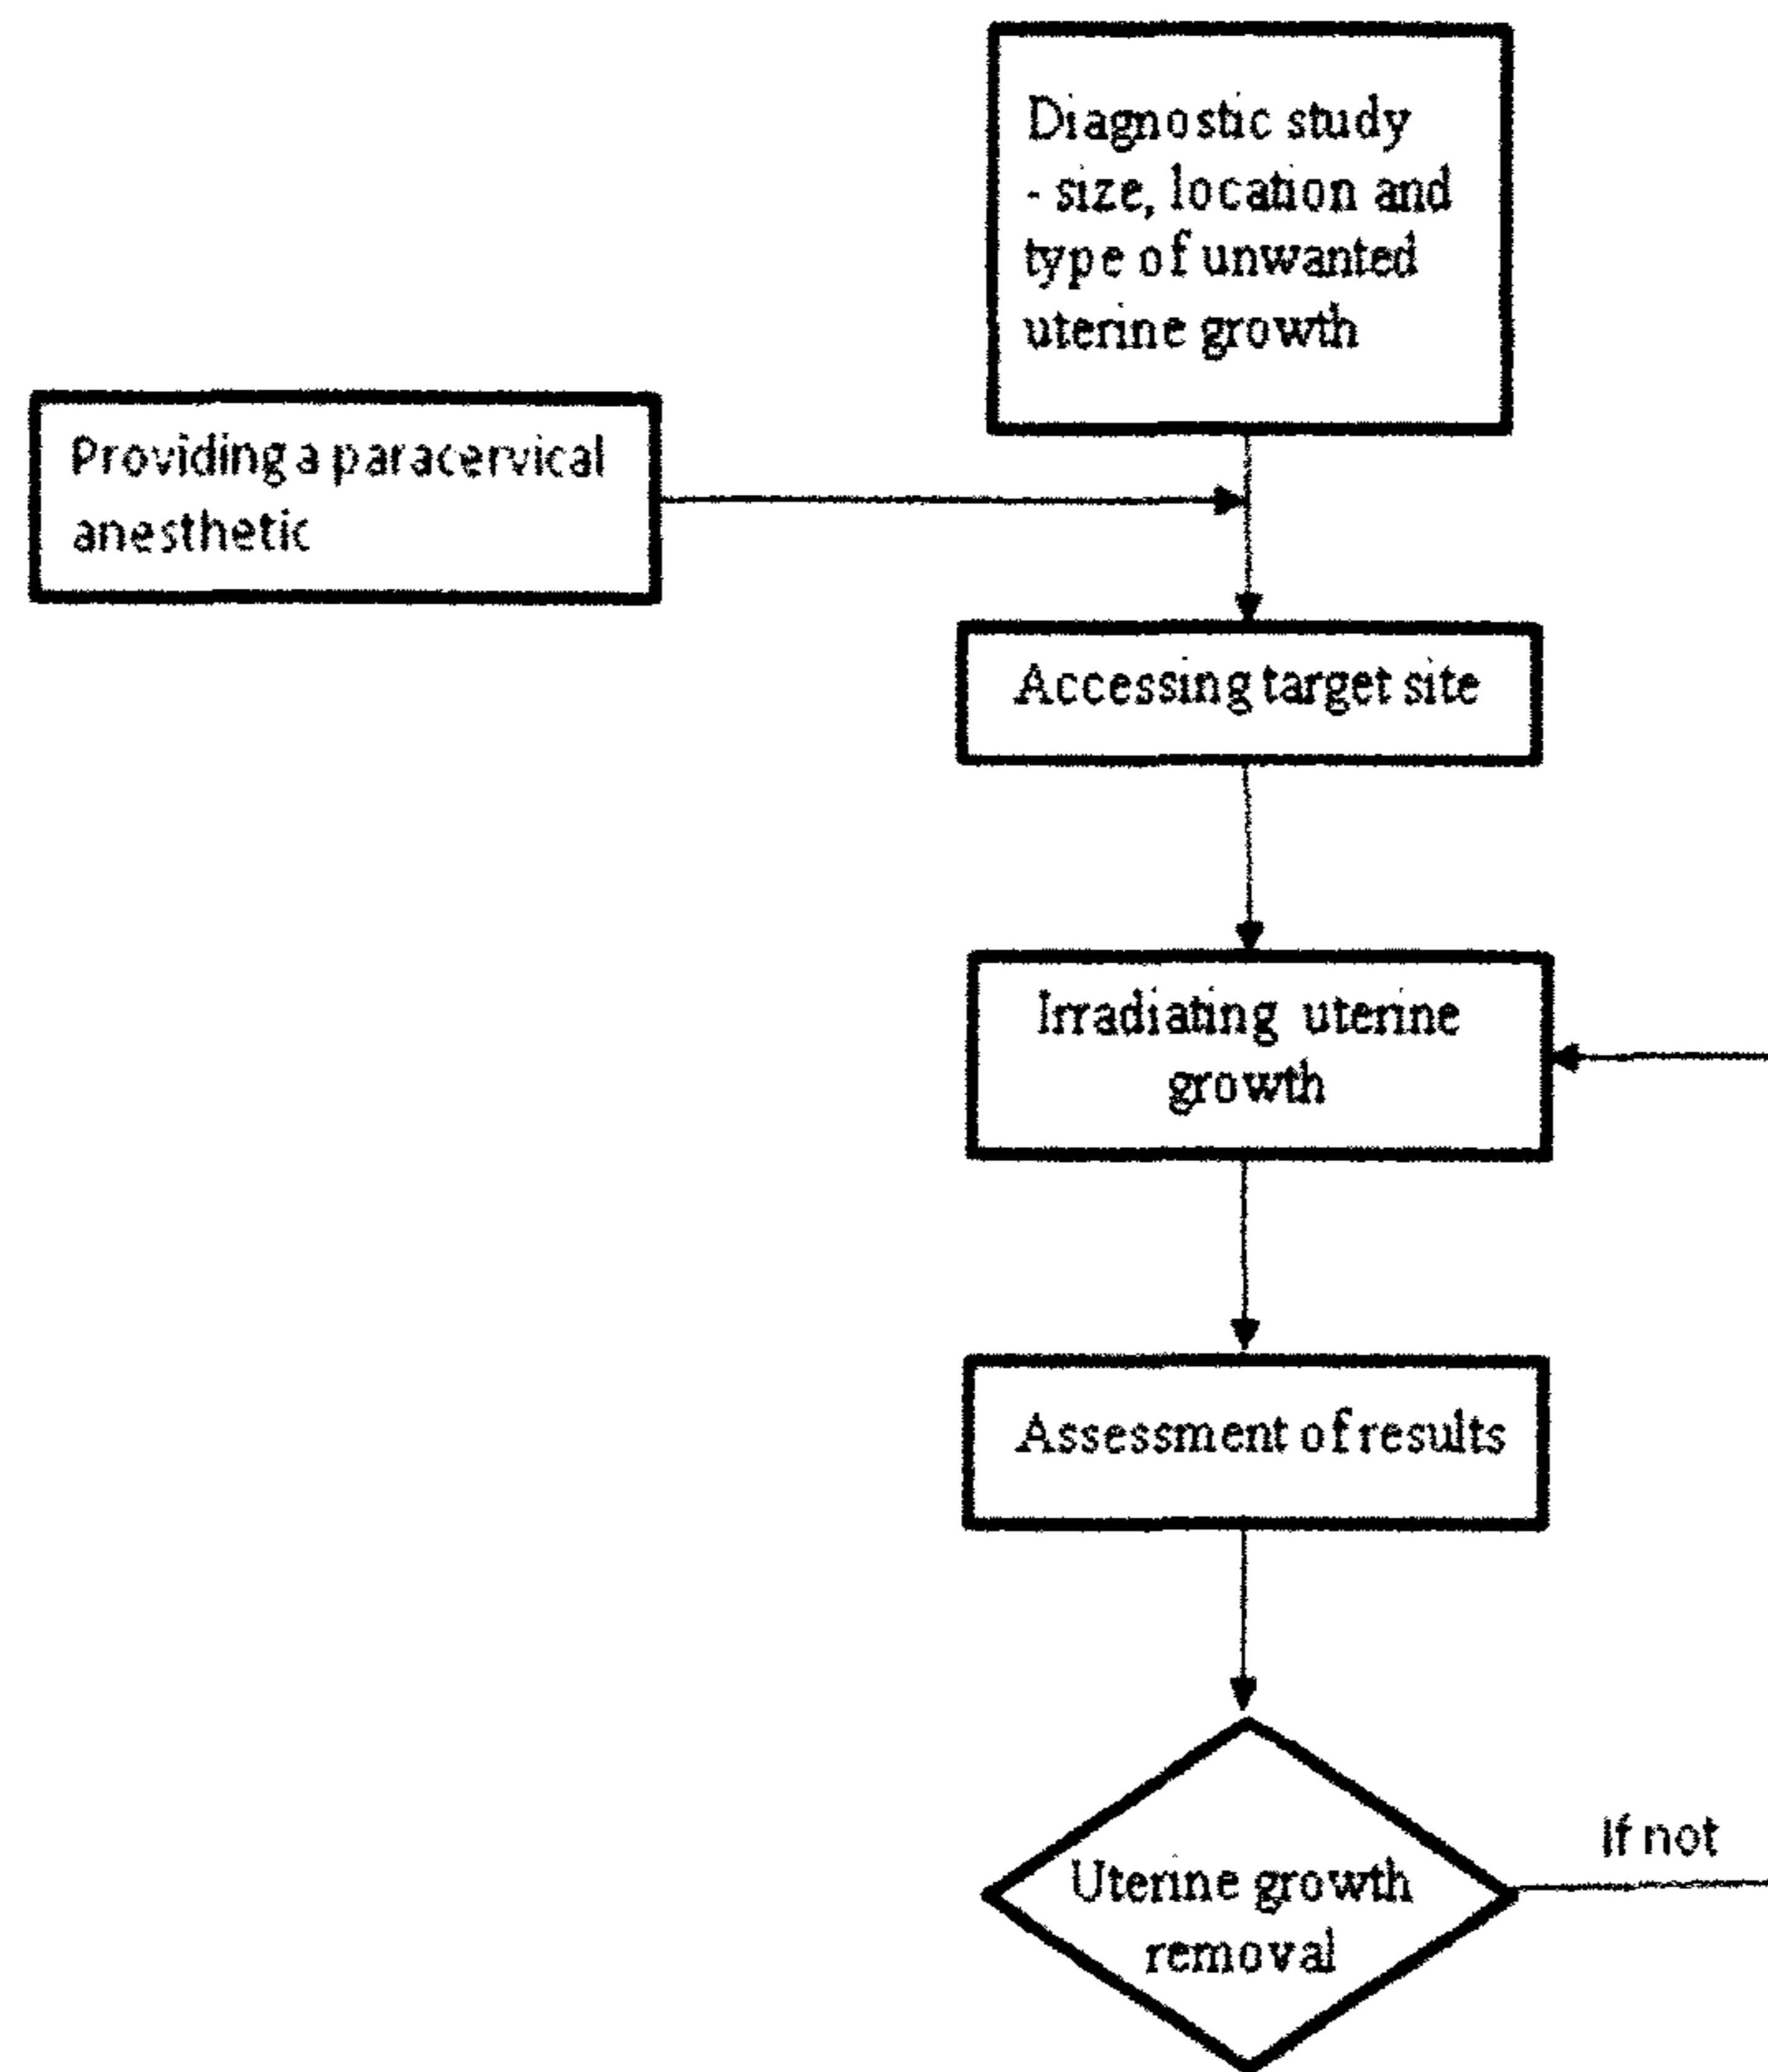 Diagnostic study
- size, location and
type of unwanted
uterine growth
Providing a paracervical
anesthetic
Accessing target site
Irradiating uterine
growth
Assessment of results
If not
Uterine growth
removal